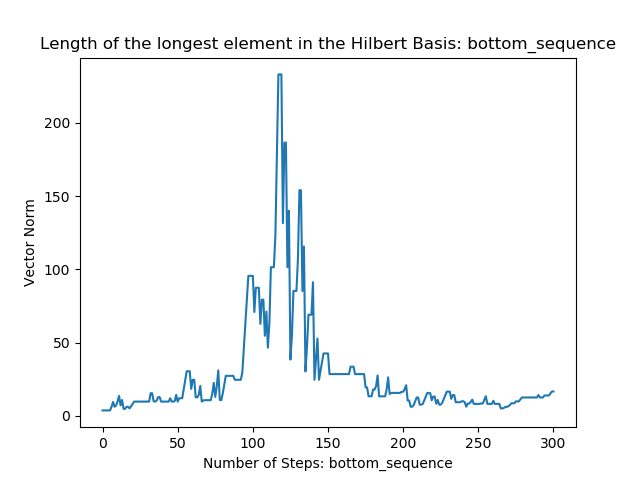 Length of the longest element in the Hilbert Basis: bottom_sequence
Vector Norm
200
150
100
50
0
0 50 100 150 200 250 300
Number of Steps: bottom_sequence